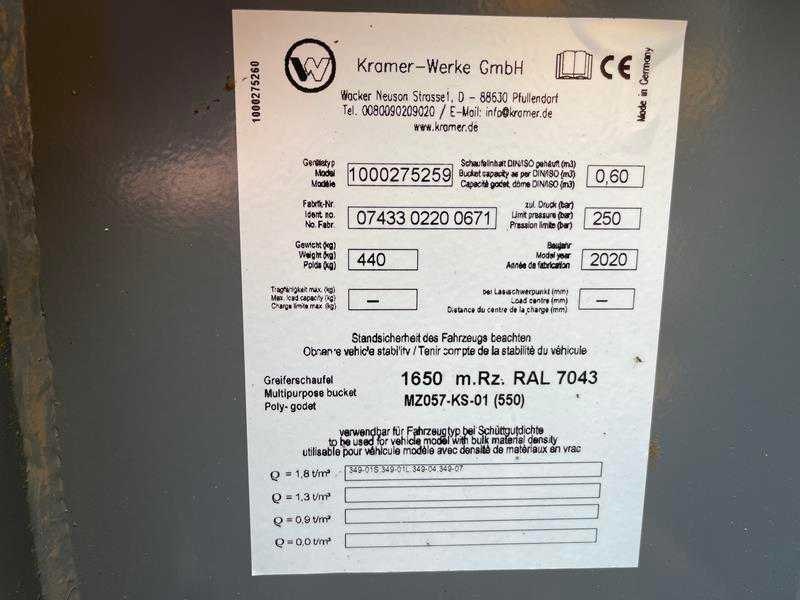 W
Kramer-Werke GmbH
CE
Made in Germany
1000275260
Wacker Neuson Strasse1, D - 88630 Pfullendorf
Tel. 0080090209020 / E-Mail: info@kramer.de
www.kramer.de
Gerätetyp
Model
Modéle
1000275259
Schaufelinhalt DIN/ISO gehäuft (m3)
Bucket capacity as per DIN/ISO (m3)
Capacité godet, dôme DIN/ISO (m3)
0,60
Fabrik-Nr.
Ident. no.
No. Fabr.
07433 0220 0671
zul. Druck (bar)
Limit pressure (bar)
Pression limite (bar)
250
Gewicht (kg)
Weight (kg)
Poids (kg)
440
Baujahr
Model year
Année de fabrication
2020
Tragfähigkeit max. (kg)
Max. load capacity (kg)
Charge limite max. (kg)
–
bei Lastschwerpunkt (mm)
Load centre (mm)
Distance du centre de la charge (mm)
–
Standsicherheit des Fahrzeugs beachten
Observe vehicle stability / Tenir compte de la stabilité du véhicule
Greiferschaufel
Multipurpose bucket
Poly- godet
1650 m.Rz. RAL 7043
MZ057-KS-01 (550)
verwendbar für Fahrzeugtyp bei Schüttgutdichte
to be used for vehicle model with bulk material density
utilisable pour véhicule modèle avec densité de matériaux en vrac
ϱ = 1,8 t/m³
349-01S,349-01L,349-04,349-07
ϱ = 1,3 t/m³
ϱ = 0,9 t/m³
ϱ = 0,0 t/m³